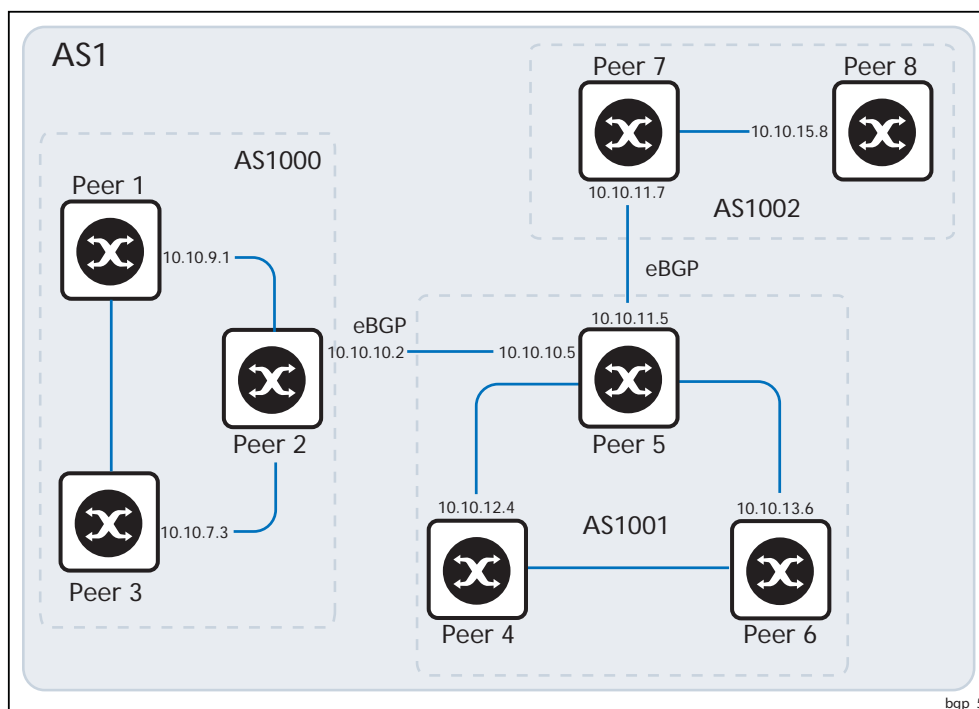 AS1
AS1000
Peer 1
10.10.9.1
Peer 2
10.10.10.2
Peer 3
10.10.7.3
eBGP
Peer 7
10.10.11.7
Peer 8
10.10.15.8
AS1002
eBGP
10.10.11.5
10.10.10.5
Peer 5
10.10.12.4
Peer 4
AS1001
10.10.13.6
Peer 6